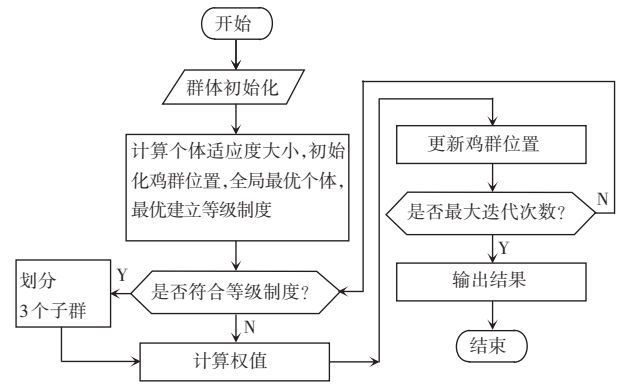 开始
群体初始化
计算个体适应度大小,初始
化鸡群位置,全局最优个体,
最优建立等级制度
是否符合等级制度?
Y
划分
3个子群
N
计算权值
更新鸡群位置
是否最大迭代次数?
N
Y
输出结果
结束